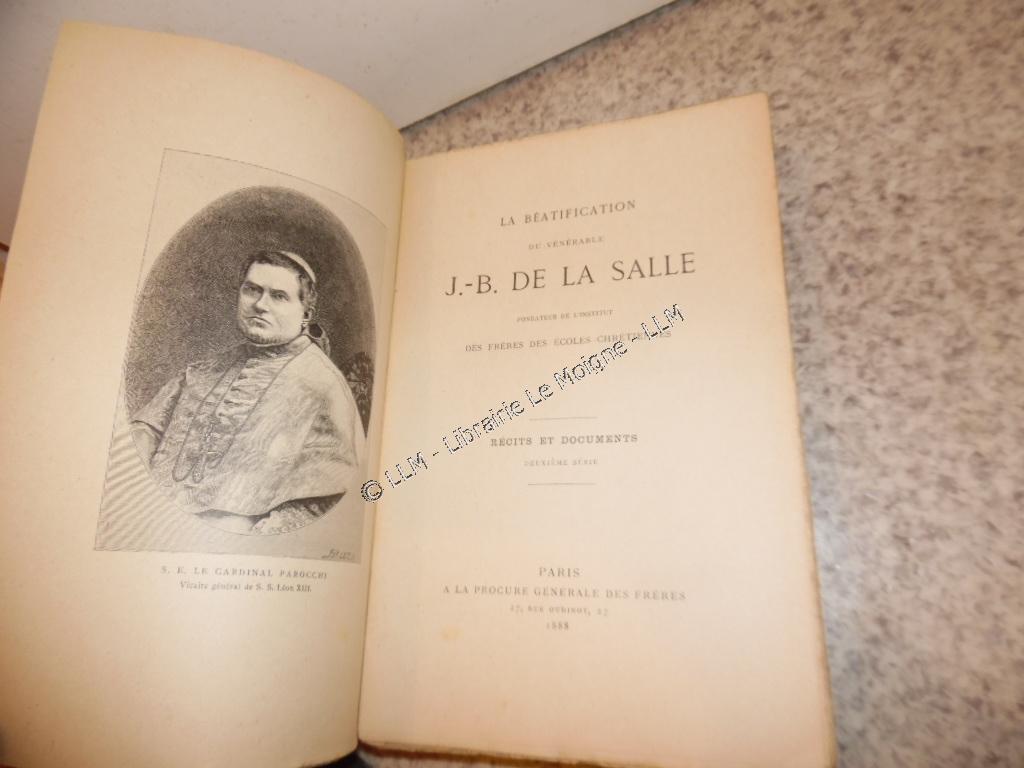 S. E. LE CARDINAL PAROCCHI
Vicaire général de S. S. Léon XIII.
LA BÉATIFICATION
DU VÉNÉRABLE
J.-B. DE LA SALLE
FONDATEUR DE L'INSTITUT
DES FRÈRES DES ÉCOLES CHRÉTIENNES
RÉCITS ET DOCUMENTS
DEUXIÈME SÉRIE
PARIS
A LA PROCURE GÉNÉRALE DES FRÈRES
27, RUE OUDINOT, 27
1888
© LLM - Librairie Le Moigne - LLM